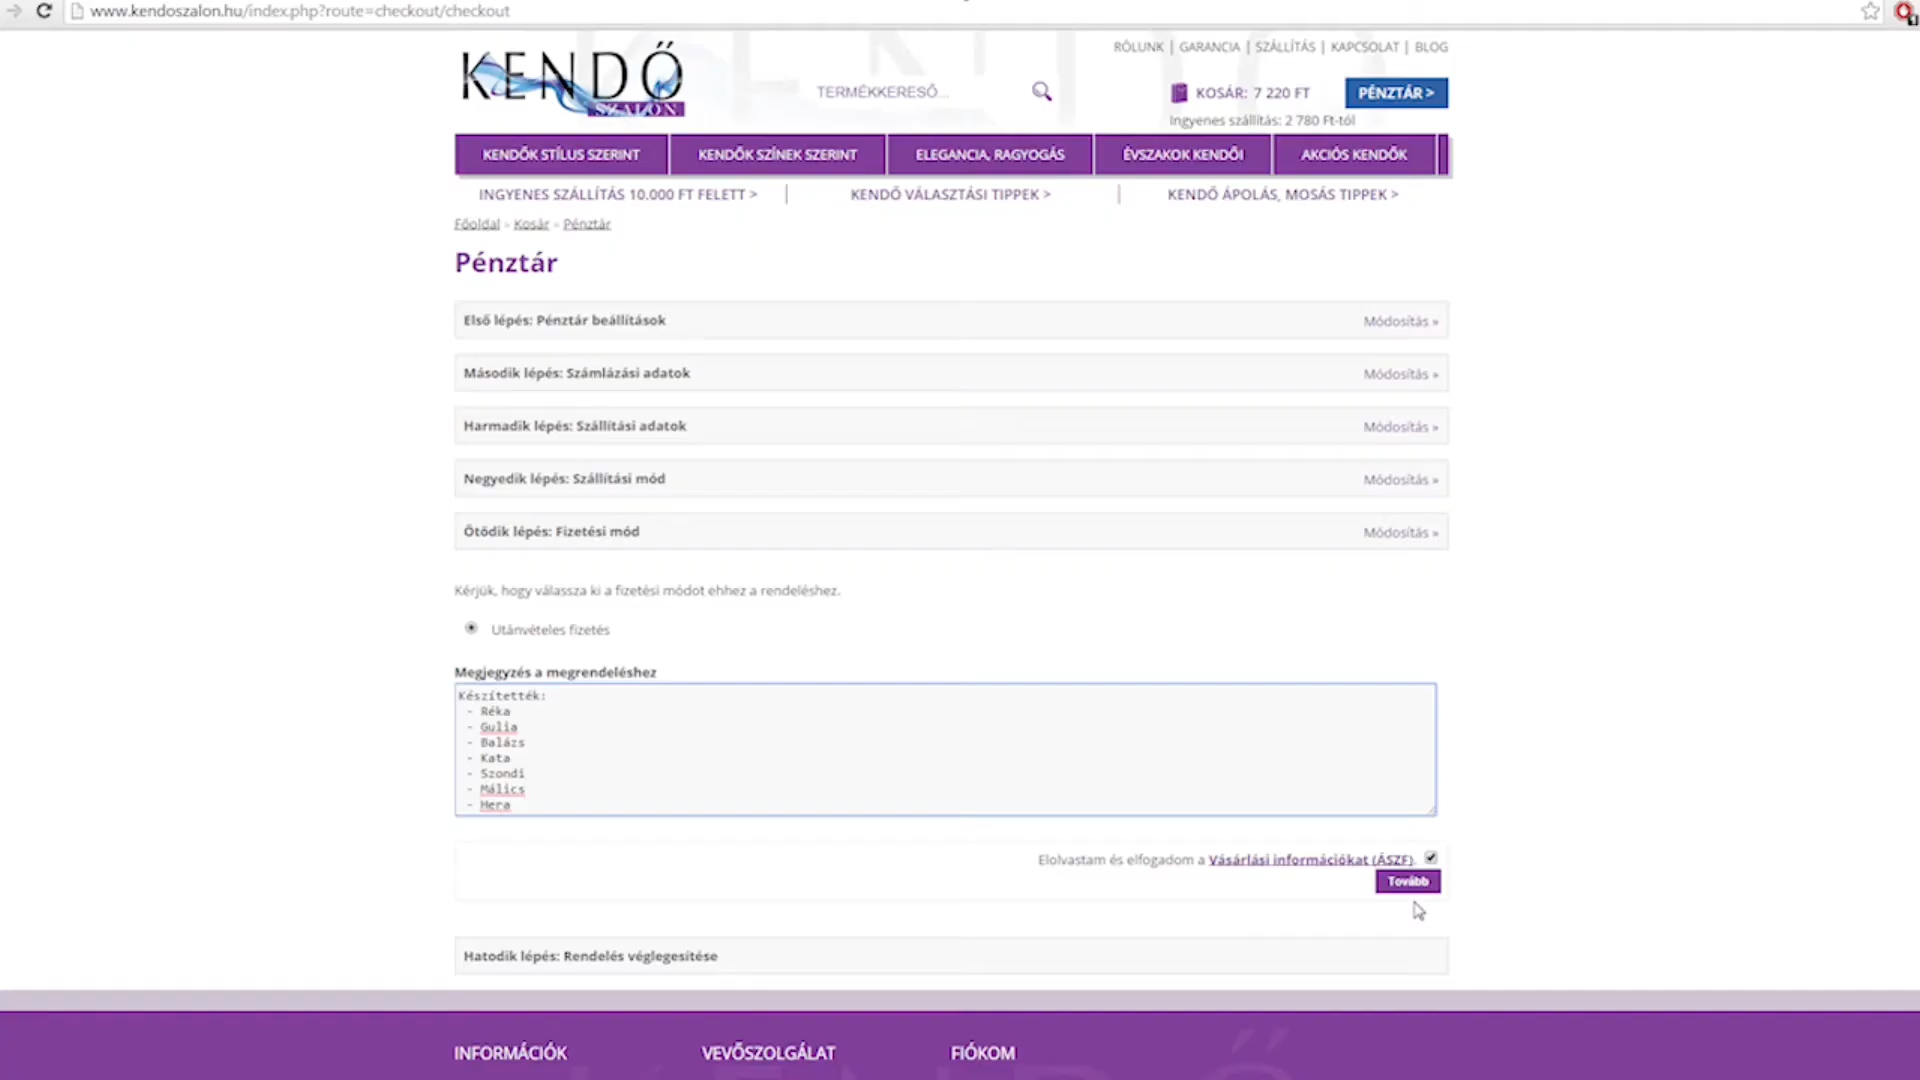 www.kendoszalon.hu/index.php?route=checkout/checkout
KENDŐ
SZALON
RÓLUNK | GARANCIA | SZÁLLÍTÁS | KAPCSOLAT | BLOG
TERMÉKKERESŐ...
KOSÁR: 7 220 FT
PÉNZTÁR >
Ingyenes szállítás: 2 780 Ft-tól
KENDŐK STÍLUS SZERINT
KENDŐK SZÍNEK SZERINT
ELEGANCIA, RAGYOGÁS
ÉVSZAKOK KENDŐI
AKCIÓS KENDŐK
INGYENES SZÁLLÍTÁS 10.000 FT FELETT >
KENDŐ VÁLASZTÁSI TIPPEK >
KENDŐ ÁPOLÁS, MOSÁS TIPPEK >
Főoldal » Kosár » Pénztár
Pénztár
Első lépés: Pénztár beállítások
Módosítás »
Második lépés: Számlázási adatok
Módosítás »
Harmadik lépés: Szállítási adatok
Módosítás »
Negyedik lépés: Szállítási mód
Módosítás »
Ötödik lépés: Fizetési mód
Módosítás »
Kérjük, hogy válassza ki a fizetési módot ehhez a rendeléshez.
Utánvételes fizetés
Megjegyzés a megrendeléshez
Készítették:
- Réka
- Gulia
- Balázs
- Kata
- Szondi
- Málics
- Hera
Elolvastam és elfogadom a Vásárlási információkat (ÁSZF).
Tovább
Hatodik lépés: Rendelés véglegesítése
INFORMÁCIÓK
VEVŐSZOLGÁLAT
FIÓKOM